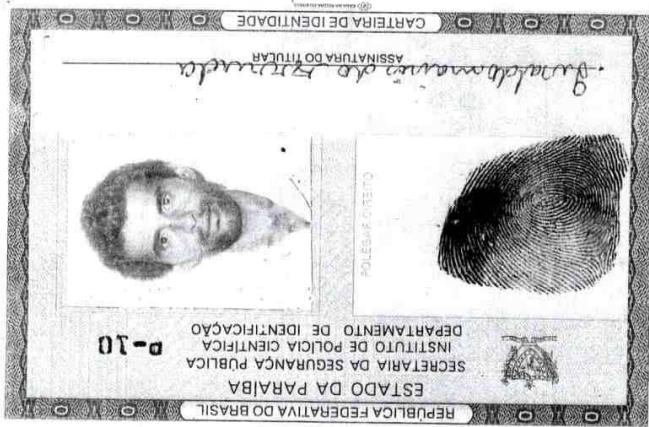 REPÚBLICA FEDERATIVA DO BRASIL
ESTADO DA PARAÍBA
SECRETARIA DA SEGURANÇA PÚBLICA
INSTITUTO DE POLÍCIA CIENTÍFICA
DEPARTAMENTO DE IDENTIFICAÇÃO
P-10
POLEGAR DIREITO
ASSINATURA DO TITULAR
CARTEIRA DE IDENTIDADE